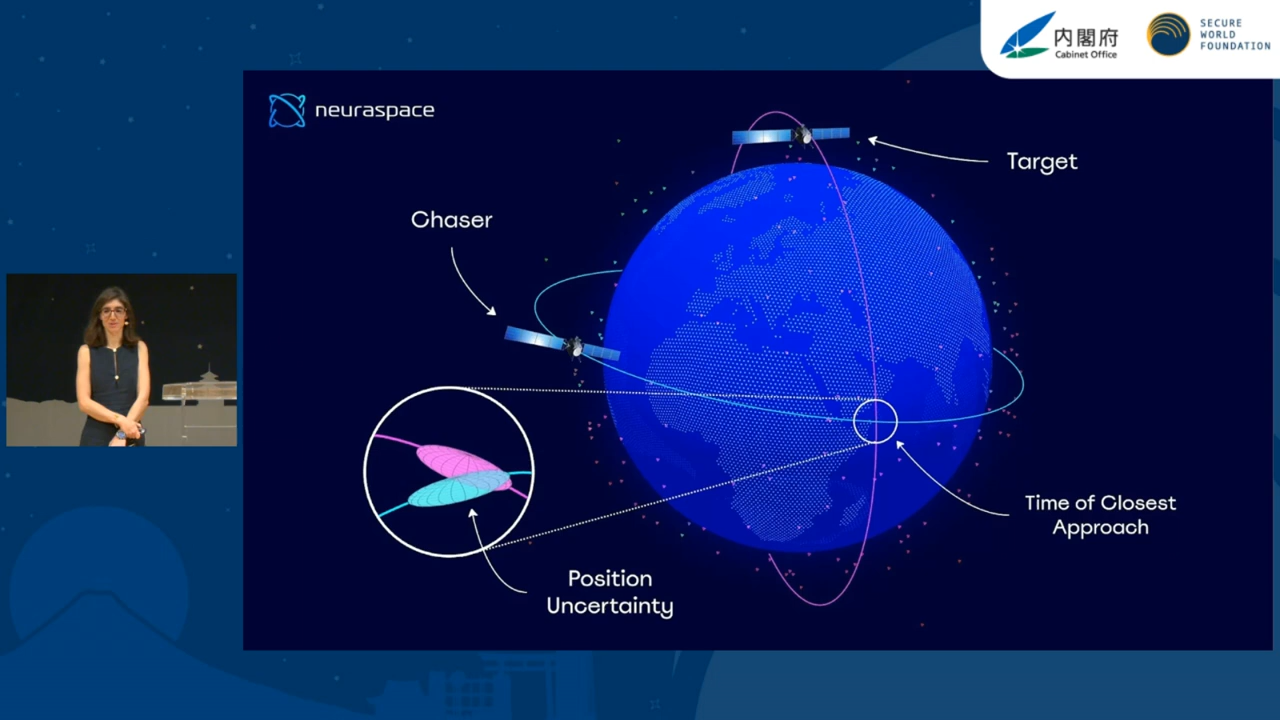 内閣府
Cabinet Office
SECURE
WORLD
FOUNDATION
neuraspace
Target
Chaser
Time of Closest
Approach
Position
Uncertainty